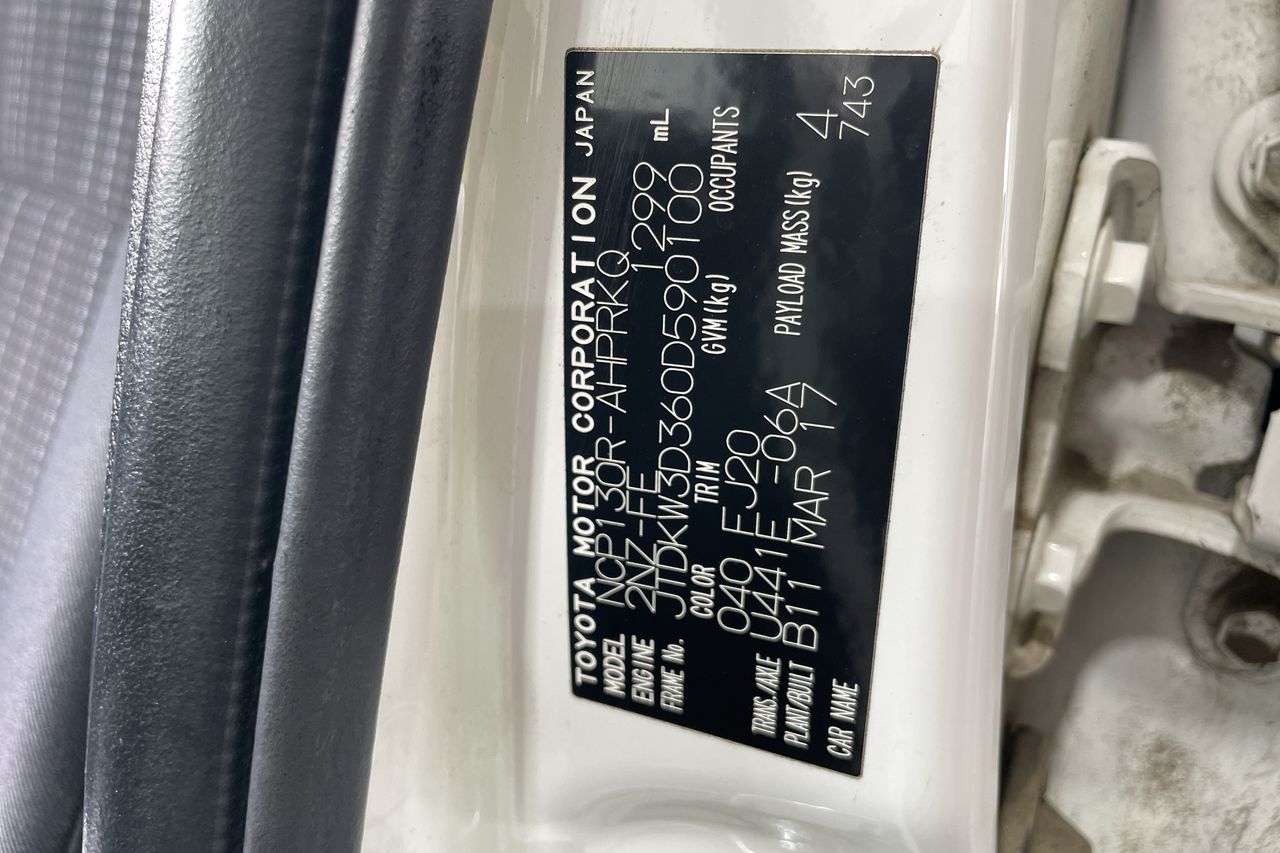 TOYOTA MOTOR CORPORATION JAPAN
MODEL NCP130R-AHPRKQ
ENGINE 2NZ-FE 1299 mL
FRAME No. JTDKW3D360D590100
COLOR TRIM GVM(kg) OCCUPANTS
040 FJ20 4
TRANS./AXLE U441E -06A PAYLOAD MASS(kg) 743
PLANT/BUILT B11 MAR 17
CAR NAME